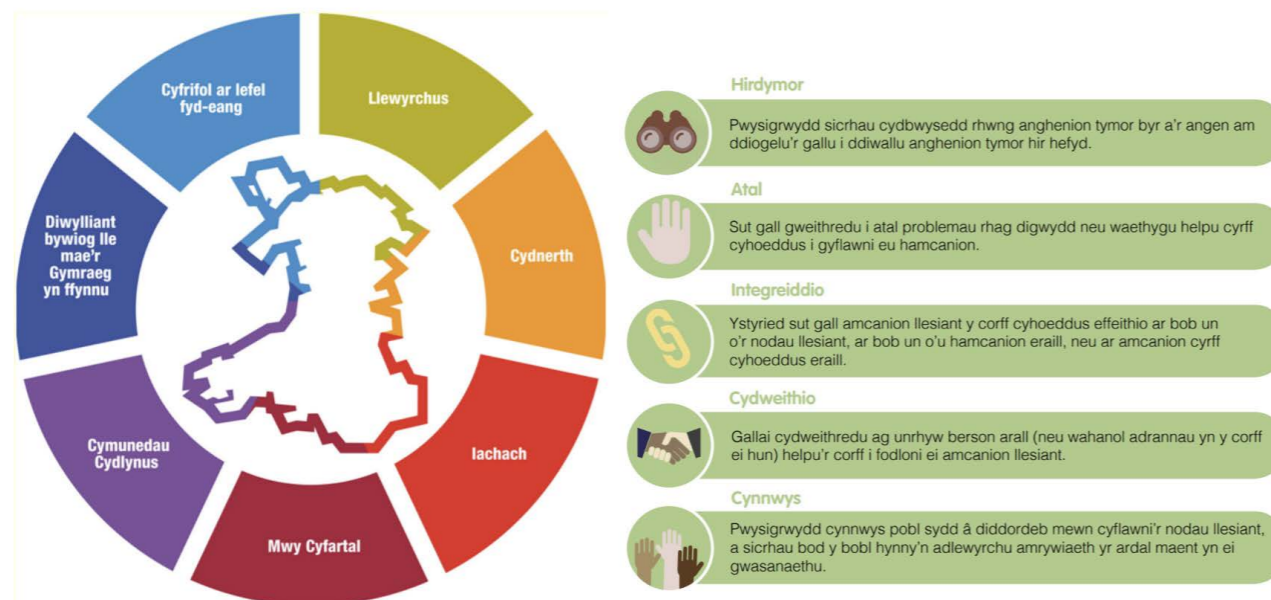 Cyfrifol ar lefel
fyd-eang
Llewyrchus
Diwylliant
bywiog lle
mae'r
Gymraeg
yn ffynnu
Cydnerth
Cymunedau
Cydlynus
Iachach
Mwy Cyfartal
Hirdymor
Pwysigrwydd sicrhau cydbwysedd rhwng anghenion tymor byr a'r angen am
ddiogelu'r gallu i ddiwallu anghenion tymor hir hefyd.
Atal
Sut gall gweithredu i atal problemau rhag digwydd neu waethygu helpu cyrff
cyhoeddus i gyflawni eu hamcanion.
Integreiddio
Ystyried sut gall amcanion llesiant y corff cyhoeddus effeithio ar bob un
o'r nodau llesiant, ar bob un o'u hamcanion eraill, neu ar amcanion cyrff
cyhoeddus eraill.
Cydweithio
Gallai cydweithredu ag unrhyw berson arall (neu wahanol adrannau yn y corff
ei hun) helpu'r corff i fodloni ei amcanion llesiant.
Cynnwys
Pwysigrwydd cynnwys pobl sydd â diddordeb mewn cyflawni'r nodau llesiant,
a sicrhau bod y bobl hynny'n adlewyrchu amrywiaeth yr ardal maent yn ei
gwasanaethu.